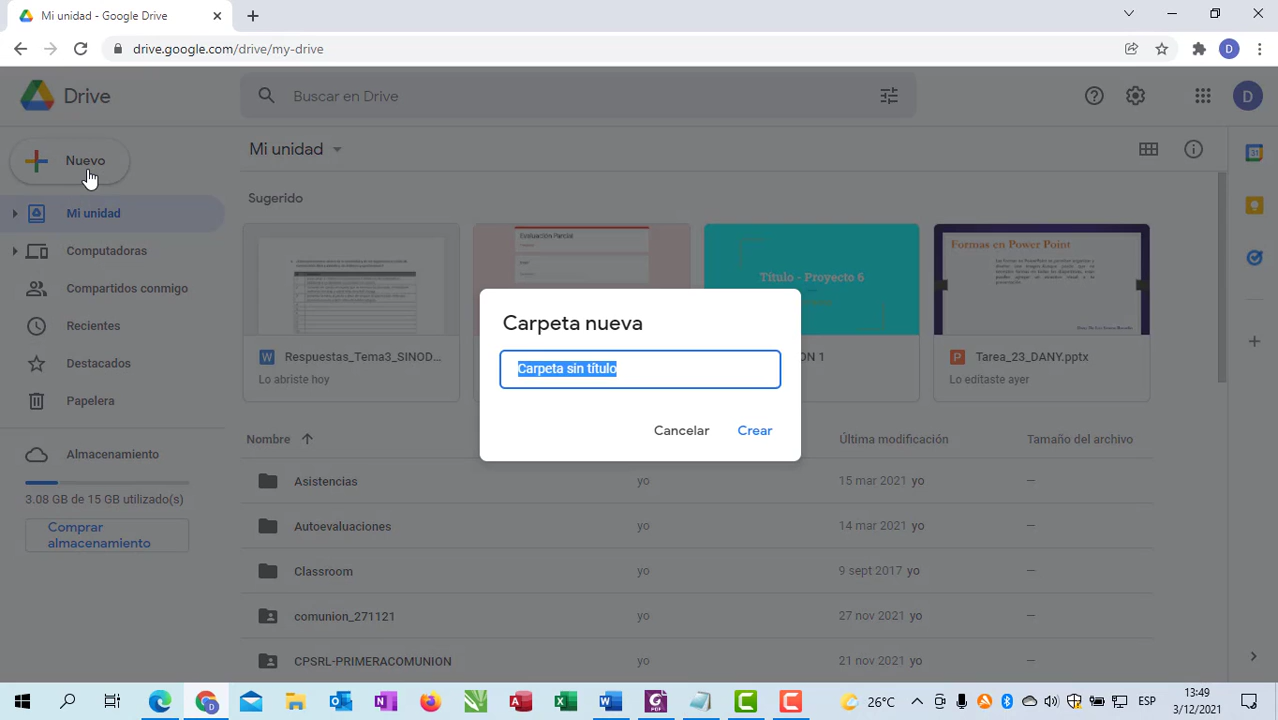 Mi unidad - Google Drive
drive.google.com/drive/my-drive
D
Drive
Buscar en Drive
D
Nuevo
Mi unidad
Mi unidad
Computadoras
Compartidos conmigo
Recientes
Destacados
Papelera
Almacenamiento
3.08 GB de 15 GB utilizado(s)
Comprar
almacenamiento
Sugerido
Evaluación Parcial
Título - Proyecto 6
Formas en Power Point
Respuestas_Tema3_SINOD...
Lo abriste hoy
ON 1
Tarea_23_DANY.pptx
Lo editaste ayer
Carpeta nueva
Carpeta sin título
Cancelar
Crear
Nombre
Última modificación
Tamaño del archivo
Asistencias
yo
15 mar 2021 yo
—
Autoevaluaciones
yo
14 mar 2021 yo
—
Classroom
yo
9 sept 2017 yo
—
comunion_271121
yo
27 nov 2021 yo
—
CPSRL-PRIMERACOMUNION
yo
21 nov 2021 yo
—
26°C
ESP
13:49
3/12/2021